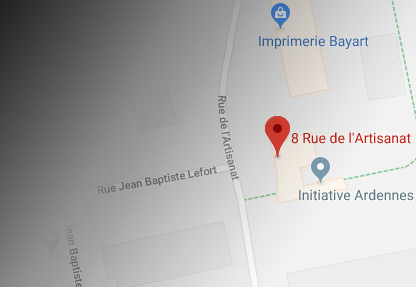 Imprimerie Bayart
Rue de l'Artisanat
8 Rue de l'Artisanat
Rue Jean Baptiste Lefort
Initiative Ardennes
Jean Baptiste